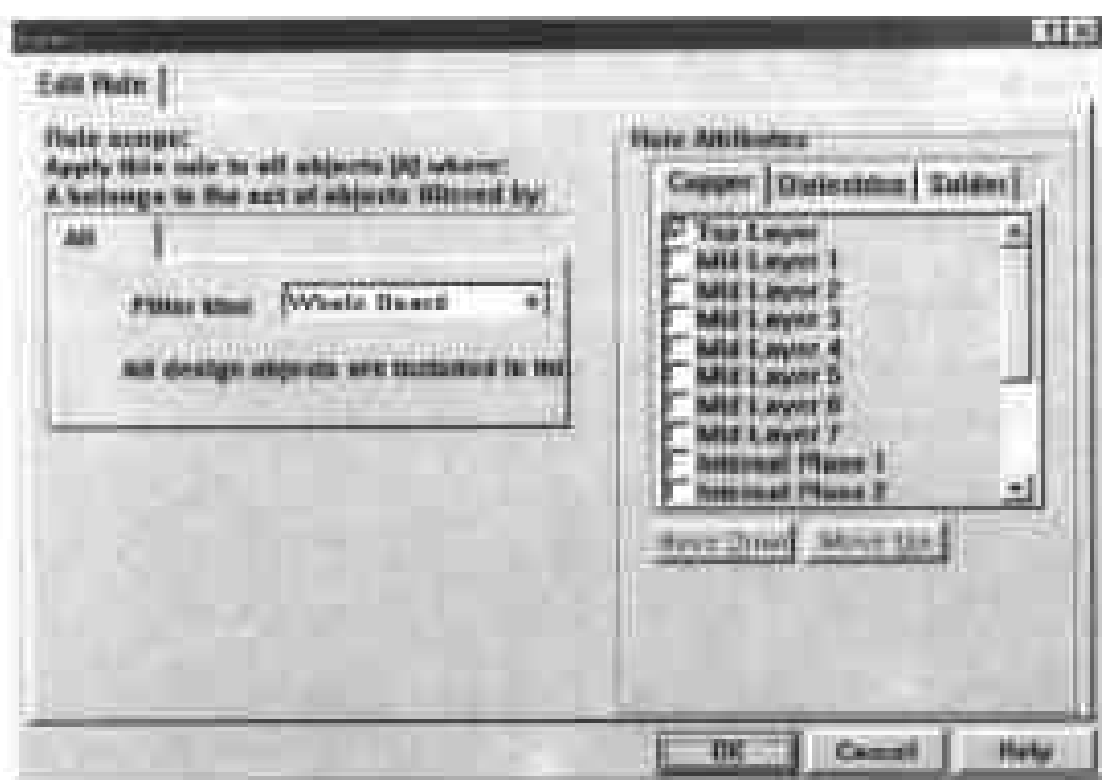 Edit Rule
Rule scope:
Apply this rule to all objects [A] where:
A belongs to the set of objects filtered by:
All
Filter kind
Whole Board
All design objects are included in
Rule Attributes
Copper
Solder
Top Layer
Mid Layer 1
Mid Layer 2
Mid Layer 3
Mid Layer 4
Mid Layer 5
Mid Layer 6
Mid Layer 7
Internal Plane 1
Internal Plane 2
Move Down
Move Up
OK
Cancel
Help